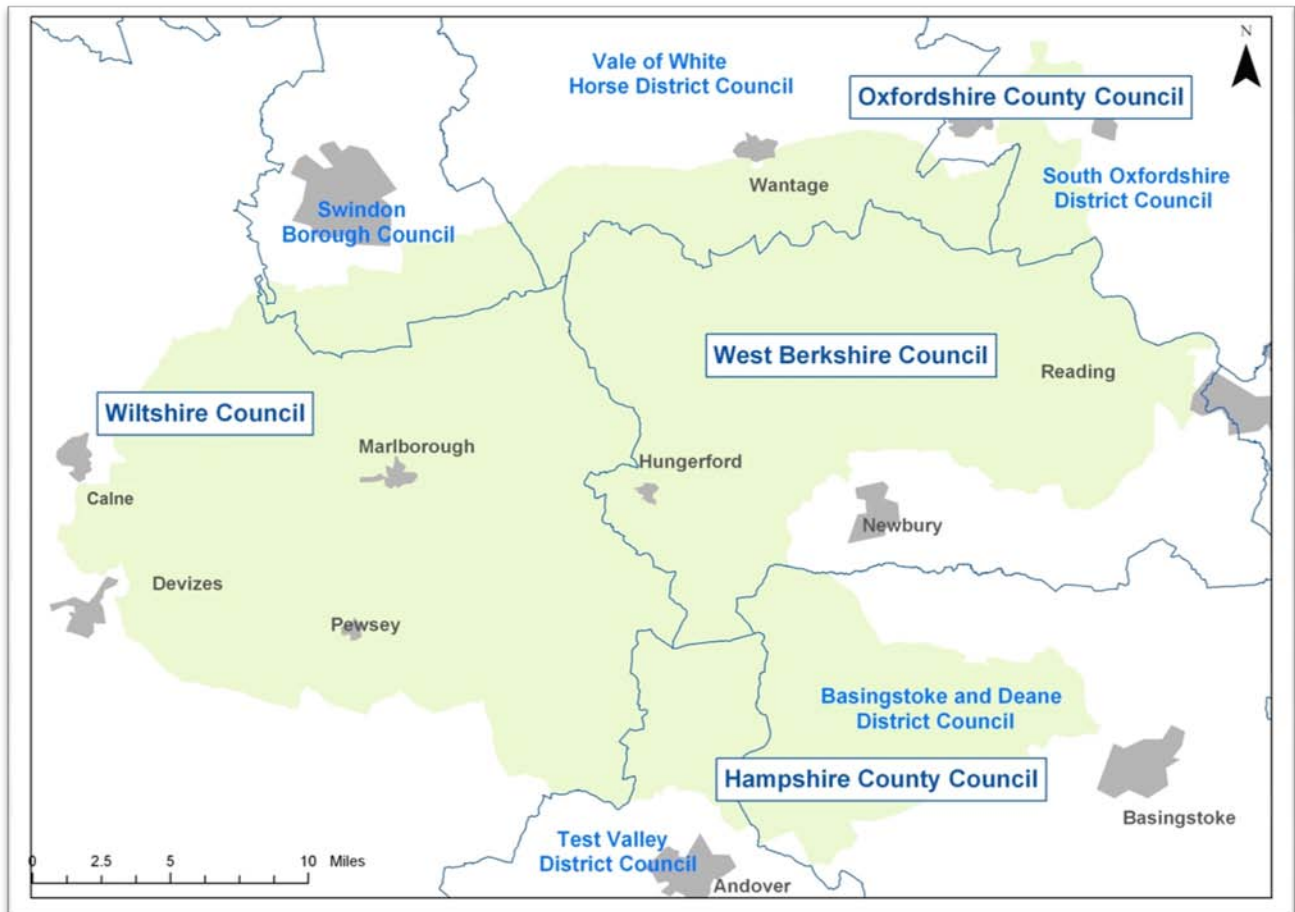 N
Vale of White
Horse District Council
Oxfordshire County Council
Wantage
South Oxfordshire
District Council
Swindon
Borough Council
West Berkshire Council
Reading
Wiltshire Council
Marlborough
Hungerford
Calne
Newbury
Devizes
Pewsey
Basingstoke and Deane
District Council
Hampshire County Council
Basingstoke
Test Valley
District Council
0 2.5 5 10 Miles
Andover